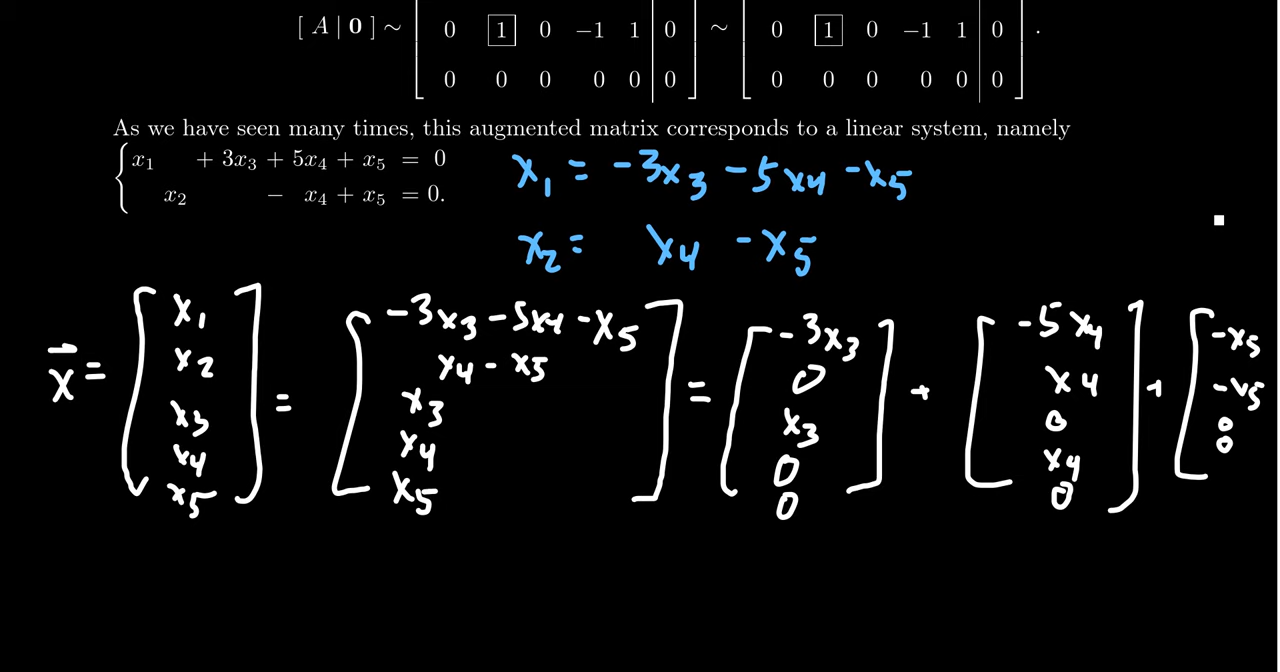 [ A | 0 ] ~ [ 0 1 0 −1 1 | 0 ] ~ [ 0 1 0 −1 1 | 0 ] .
0 0 0 0 0 | 0 0 0 0 0 0 | 0
As we have seen many times, this augmented matrix corresponds to a linear system, namely
{ x₁ + 3x₃ + 5x₄ + x₅ = 0
x₂ − x₄ + x₅ = 0.
x₁ = -3x₃ - 5x₄ - x₅
x₂ = x₄ - x₅
x⃗ = [ x₁ x₂ x₃ x₄ x₅ ] = [ -3x₃ - 5x₄ - x₅ x₄ - x₅ x₃ x₄ x₅ ] = [ -3x₃ 0 x₃ 0 0 ] + [ -5x₄ x₄ 0 x₄ 0 ] + [ -x₅ -x₅ 0 0